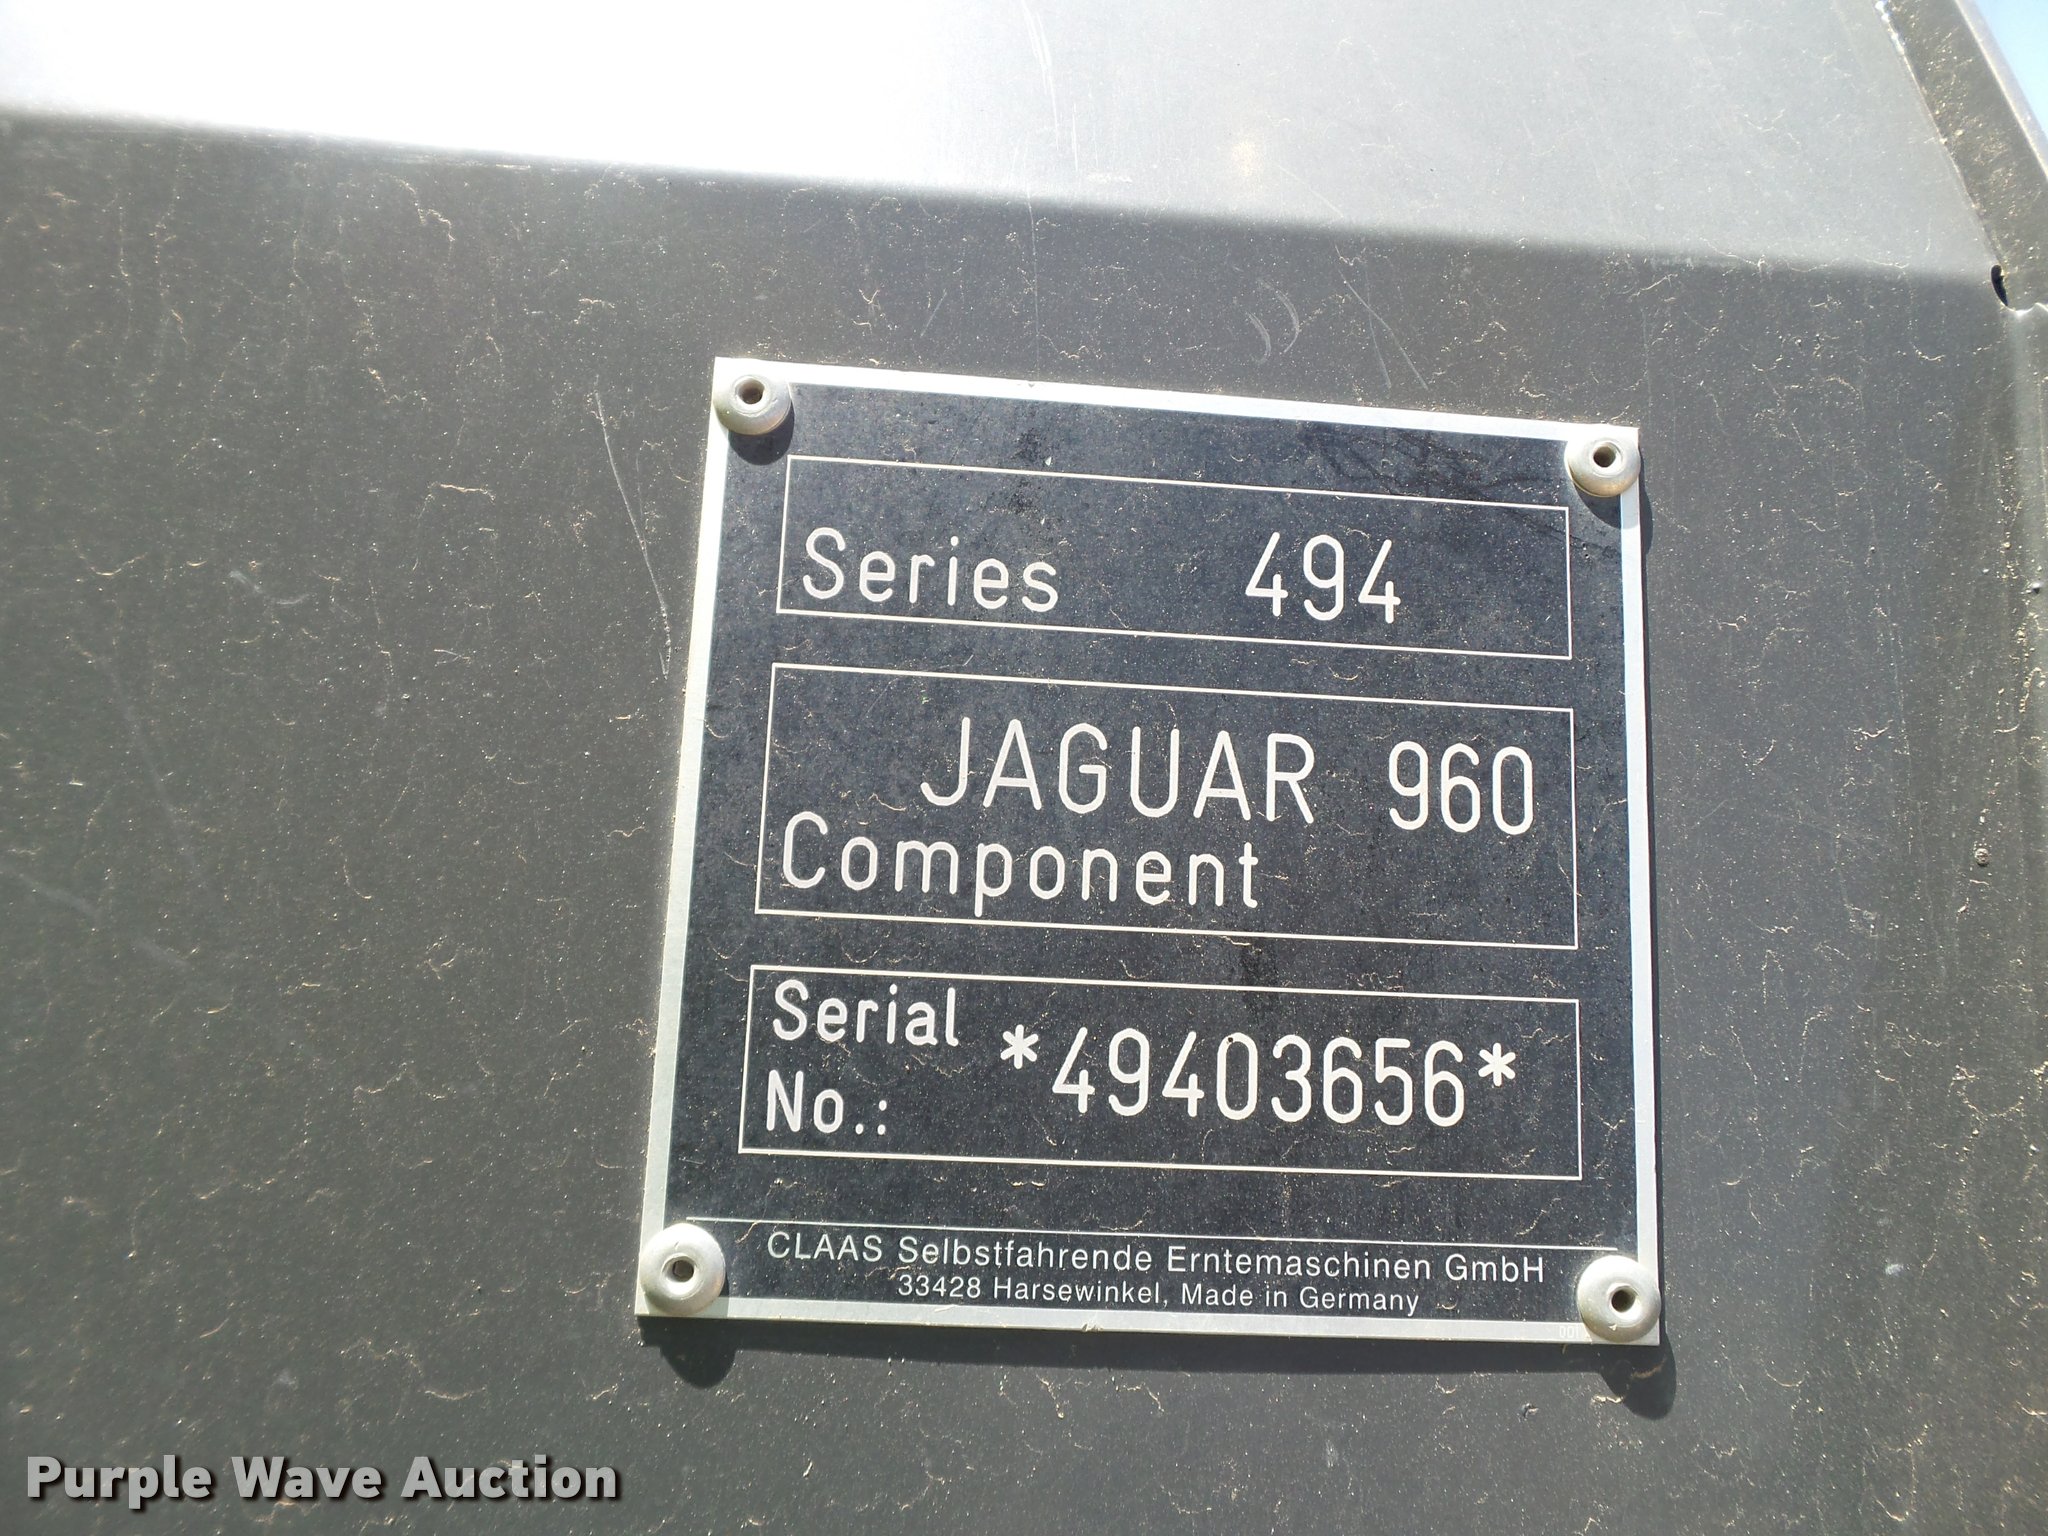 Series 494
JAGUAR 960
Component
Serial
No.: *49403656*
CLAAS Selbstfahrende Erntemaschinen GmbH
33428 Harsewinkel, Made in Germany
001
Purple Wave Auction